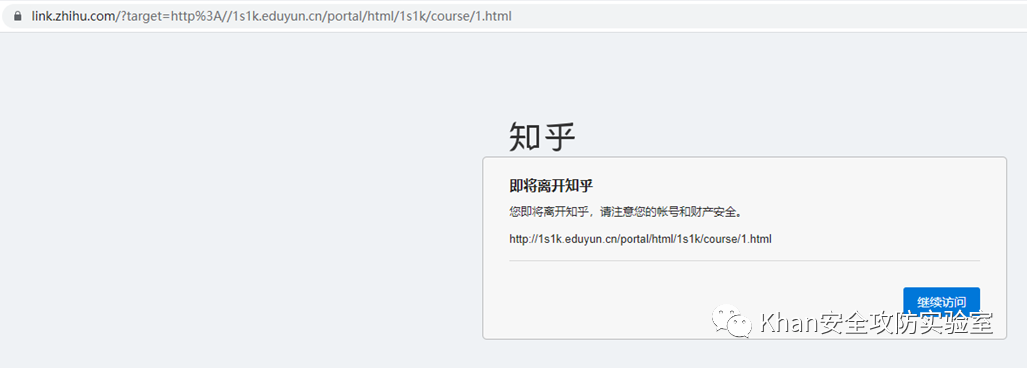 link.zhihu.com/?target=http%3A//1s1k.eduyun.cn/portal/html/1s1k/course/1.html
知乎
即将离开知乎
您即将离开知乎，请注意您的帐号和财产安全。
http://1s1k.eduyun.cn/portal/html/1s1k/course/1.html
继续访问
Khan安全攻防实验室